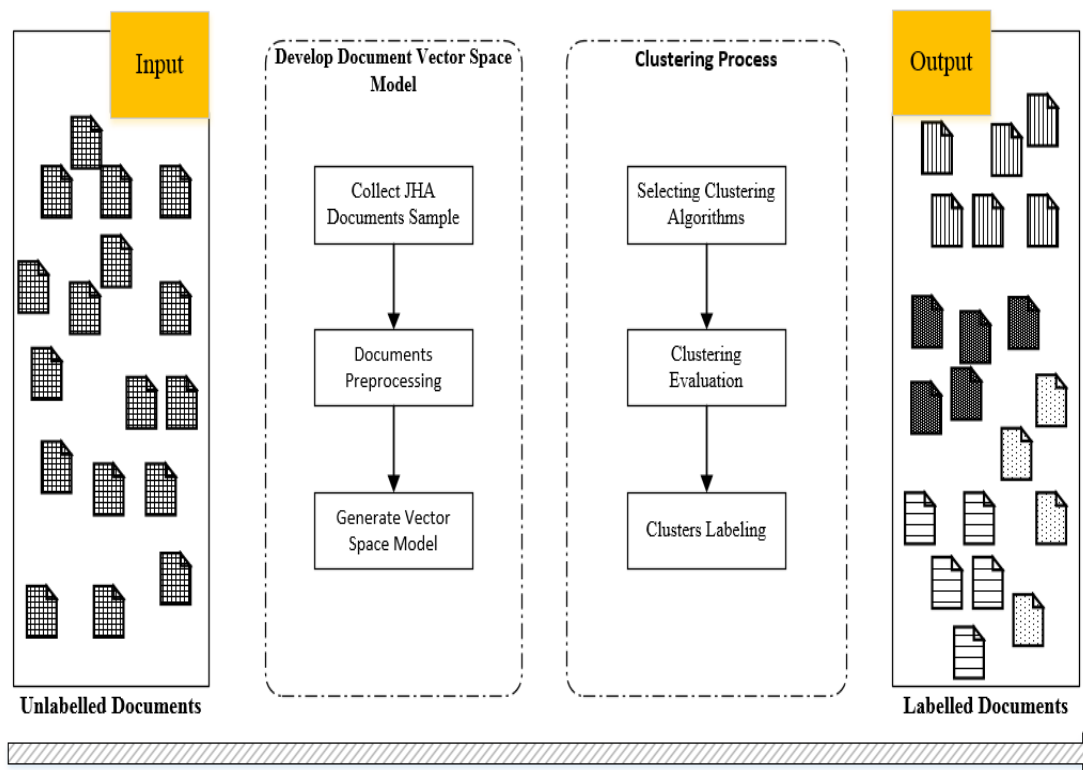 Input
Unlabelled Documents
Develop Document Vector Space
Model
Collect JHA
Documents Sample
Documents
Preprocessing
Generate Vector
Space Model
Clustering Process
Selecting Clustering
Algorithms
Clustering
Evaluation
Clusters Labeling
Output
Labelled Documents